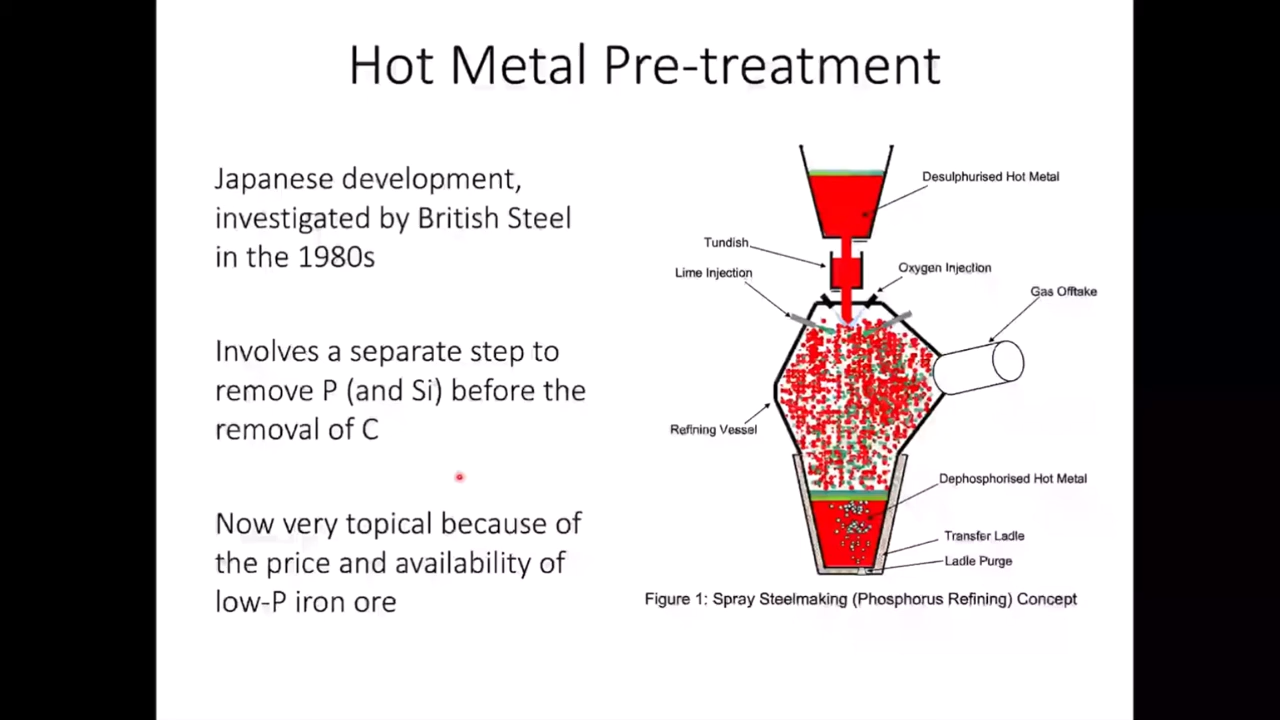 Hot Metal Pre-treatment
Japanese development,
investigated by British Steel
in the 1980s
Involves a separate step to
remove P (and Si) before the
removal of C
Now very topical because of
the price and availability of
low-P iron ore
Desulphurised Hot Metal
Tundish
Lime Injection
Oxygen Injection
Gas Offtake
Refining Vessel
Dephosphorised Hot Metal
Transfer Ladle
Ladle Purge
Figure 1: Spray Steelmaking (Phosphorus Refining) Concept